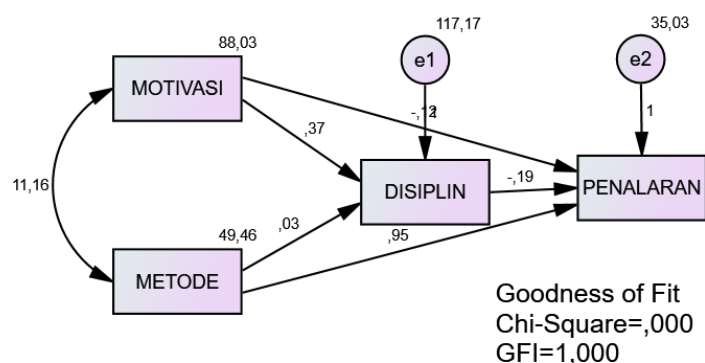 117,17
35,03
88,03
e1
e2
MOTIVASI
1
,37
11,16
DISIPLIN
-,19
PENALARAN
49,46
,03
,95
METODE
Goodness of Fit
Chi-Square=,000
GFI=1,000